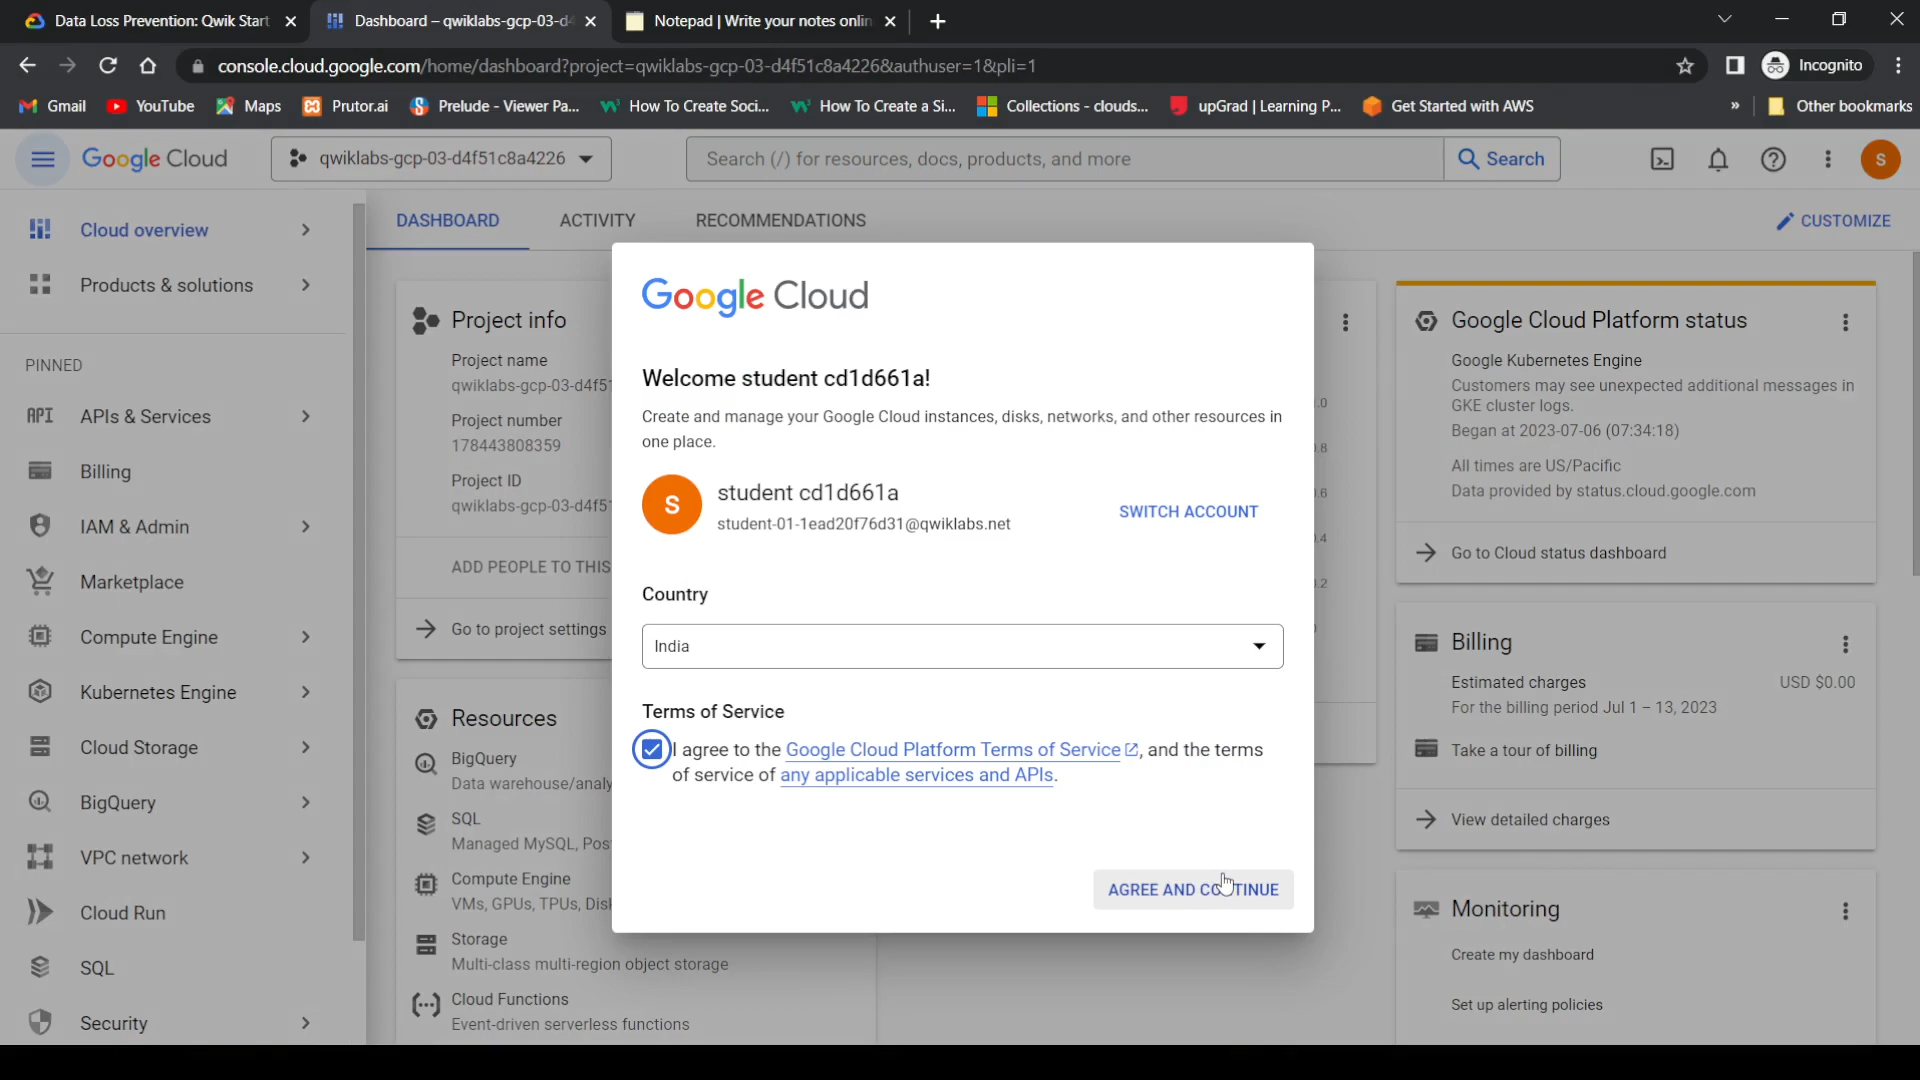 Data Loss Prevention: Qwik Start
Dashboard – qwiklabs-gcp-03-d4
Notepad | Write your notes onlin
console.cloud.google.com/home/dashboard?project=qwiklabs-gcp-03-d4f51c8a4226&authuser=1&pli=1
Incognito
Gmail
YouTube
Maps
Prutor.ai
Prelude - Viewer Pa...
How To Create Soci...
How To Create a Si...
Collections - clouds...
upGrad | Learning P...
Get Started with AWS
»
Other bookmarks
Google Cloud
qwiklabs-gcp-03-d4f51c8a4226
Search (/) for resources, docs, products, and more
Search
S
Cloud overview
Products & solutions
PINNED
API APIs & Services
Billing
IAM & Admin
Marketplace
Compute Engine
Kubernetes Engine
Cloud Storage
BigQuery
VPC network
Cloud Run
SQL
Security
DASHBOARD
ACTIVITY
RECOMMENDATIONS
CUSTOMIZE
Project info
Project name
qwiklabs-gcp-03-d4f51
Project number
178443808359
Project ID
qwiklabs-gcp-03-d4f51
ADD PEOPLE TO THIS
Go to project settings
Resources
BigQuery
Data warehouse/analy
SQL
Managed MySQL, Pos
Compute Engine
VMs, GPUs, TPUs, Disk
Storage
Multi-class multi-region object storage
Cloud Functions
Event-driven serverless functions
Google Cloud
Welcome student cd1d661a!
Create and manage your Google Cloud instances, disks, networks, and other resources in
one place.
S
student cd1d661a
student-01-1ead20f76d31@qwiklabs.net
SWITCH ACCOUNT
Country
India
Terms of Service
I agree to the Google Cloud Platform Terms of Service, and the terms
of service of any applicable services and APIs.
AGREE AND CONTINUE
.0
.8
.6
.4
.2
Google Cloud Platform status
Google Kubernetes Engine
Customers may see unexpected additional messages in
GKE cluster logs.
Began at 2023-07-06 (07:34:18)
All times are US/Pacific
Data provided by status.cloud.google.com
Go to Cloud status dashboard
Billing
Estimated charges
USD $0.00
For the billing period Jul 1 – 13, 2023
Take a tour of billing
View detailed charges
Monitoring
Create my dashboard
Set up alerting policies